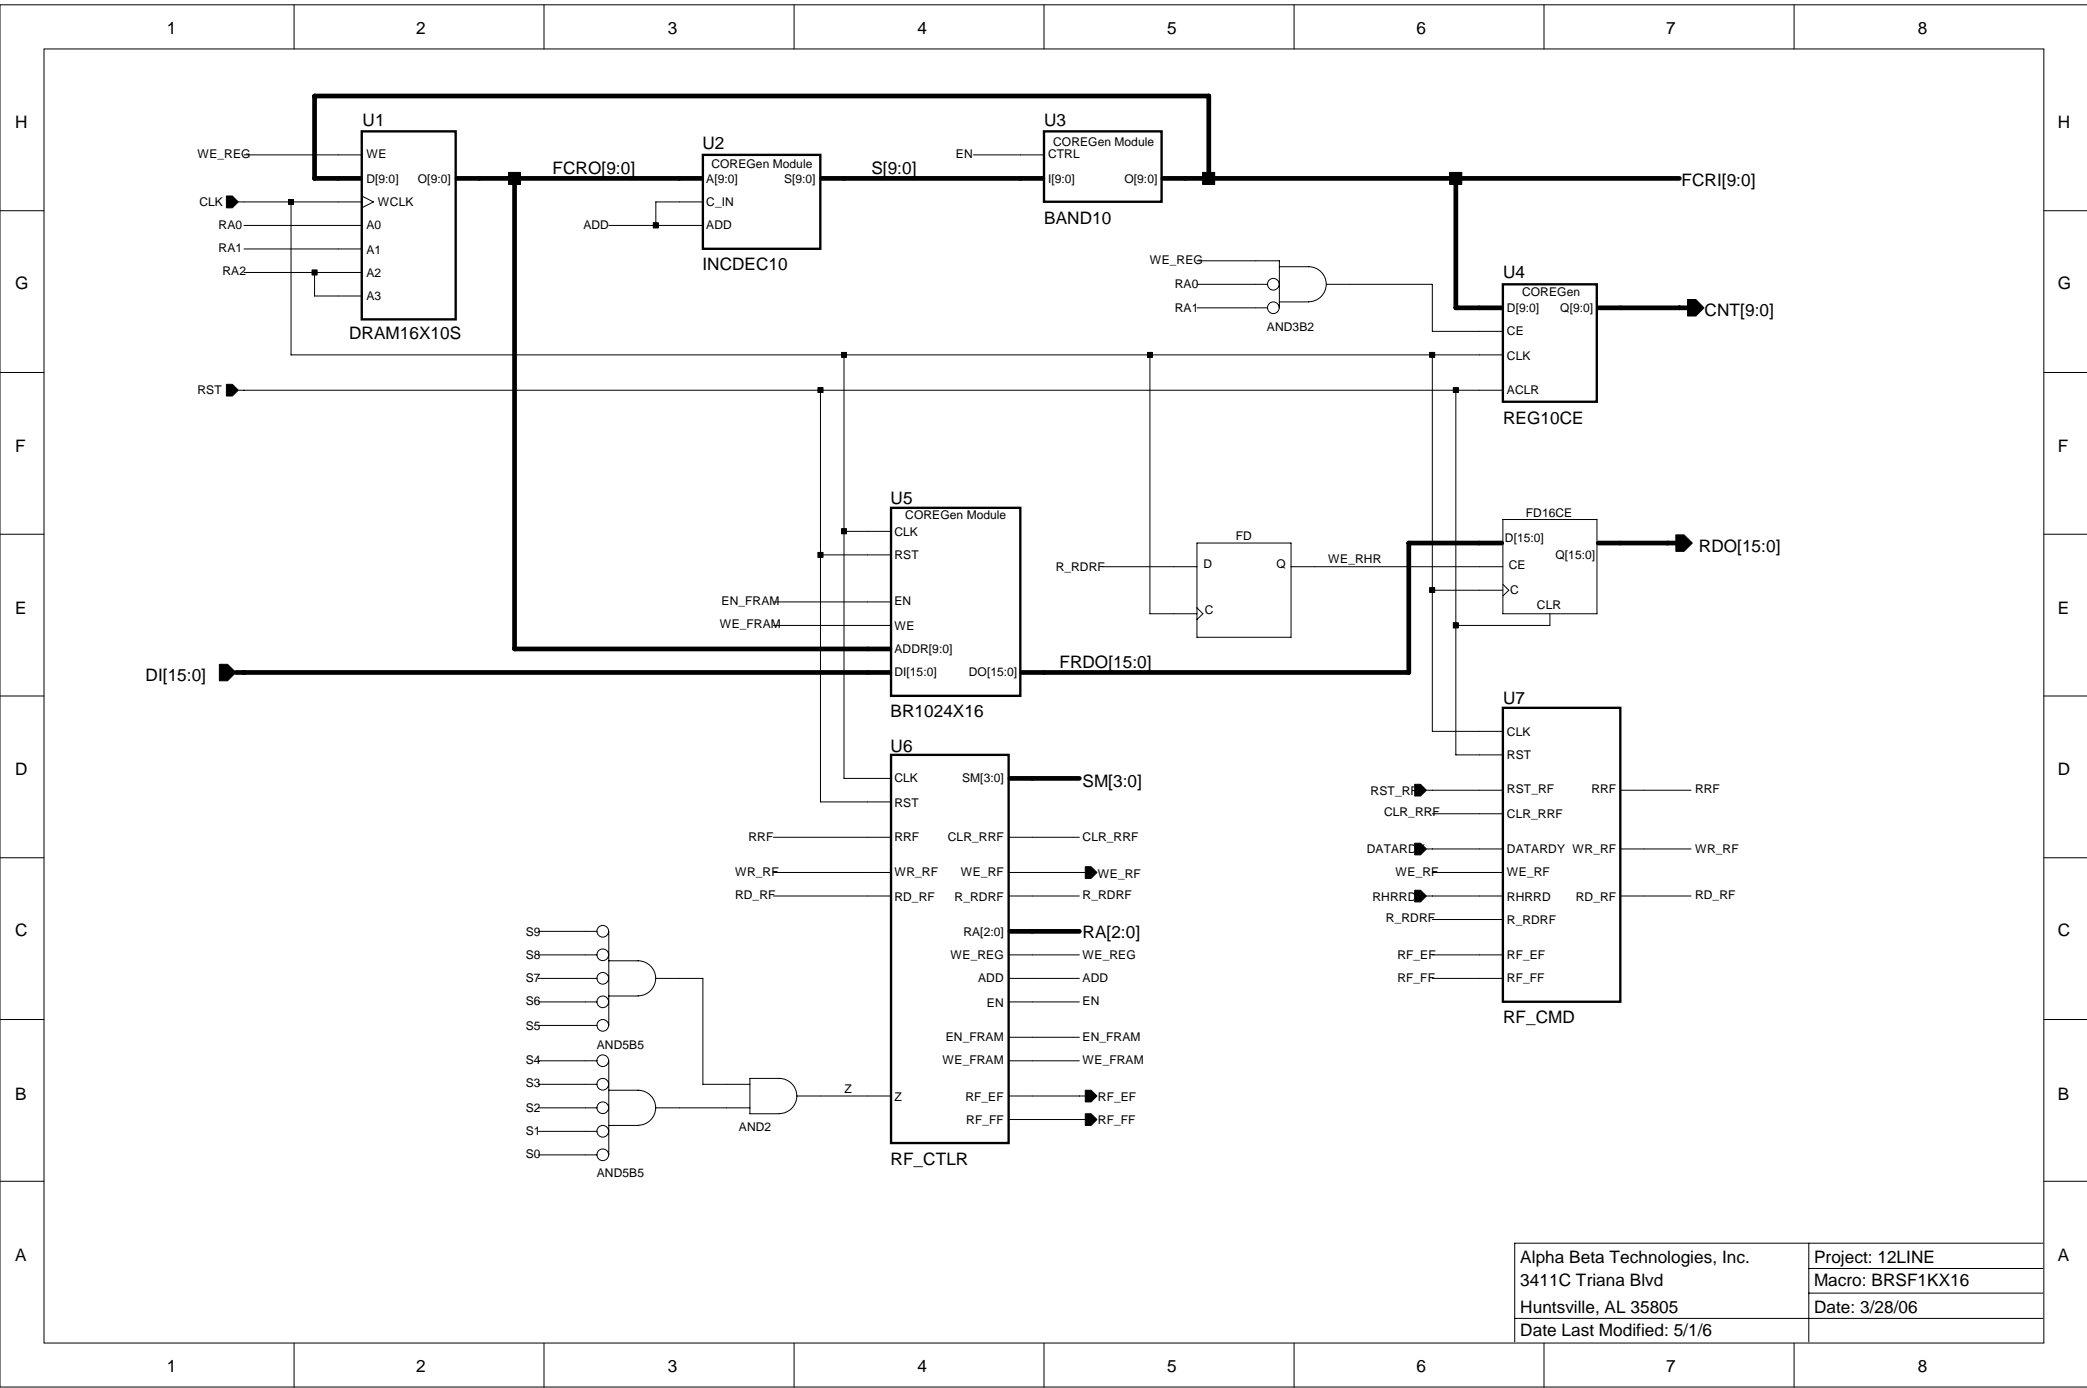 1 2 3 4 5 6 7 8
H H
G G
F F
E E
D D
C C
B B
A A
U1
WE_REG
WE
D[9:0] O[9:0]
CLK
WCLK
RA0
A0
RA1
A1
RA2
A2
A3
DRAM16X10S
FCRO[9:0]
U2
COREGen Module
A[9:0] S[9:0]
C_IN
ADD
ADD
INCDEC10
S[9:0]
U3
COREGen Module
EN
CTRL
I[9:0] O[9:0]
BAND10
FCRI[9:0]
WE_REG
RA0
RA1
AND3B2
U4
COREGen
D[9:0] Q[9:0]
CE
CLK
ACLR
REG10CE
CNT[9:0]
RST
U5
COREGen Module
CLK
RST
EN_FRAM
EN
WE_FRAM
WE
ADDR[9:0]
DI[15:0]
DI[15:0] DO[15:0]
BR1024X16
FRDO[15:0]
FD
R_RDRF
D Q
C
WE_RHR
FD16CE
D[15:0]
Q[15:0]
CE
C
CLR
RDO[15:0]
U6
CLK SM[3:0]
SM[3:0]
RST
RRF
RRF CLR_RRF
CLR_RRF
WR_RF
WR_RF WE_RF
WE_RF
RD_RF
RD_RF R_RDRF
R_RDRF
RA[2:0]
RA[2:0]
WE_REG
WE_REG
ADD
ADD
EN
EN
EN_FRAM
EN_FRAM
WE_FRAM
WE_FRAM
Z
Z RF_EF
RF_EF
RF_FF
RF_FF
RF_CTLR
S9
S8
S7
S6
S5
AND5B5
S4
S3
S2
S1
S0
AND5B5
AND2
U7
CLK
RST
RST_RF
RST_RF RRF
RRF
CLR_RRF
CLR_RRF
DATARD
DATARDY WR_RF
WR_RF
WE_RF
WE_RF
RHRRD
RHRRD RD_RF
RD_RF
R_RDRF
R_RDRF
RF_EF
RF_EF
RF_FF
RF_FF
RF_CMD
Alpha Beta Technologies, Inc.
3411C Triana Blvd
Huntsville, AL 35805
Date Last Modified: 5/1/6
Project: 12LINE
Macro: BRSF1KX16
Date: 3/28/06
1 2 3 4 5 6 7 8